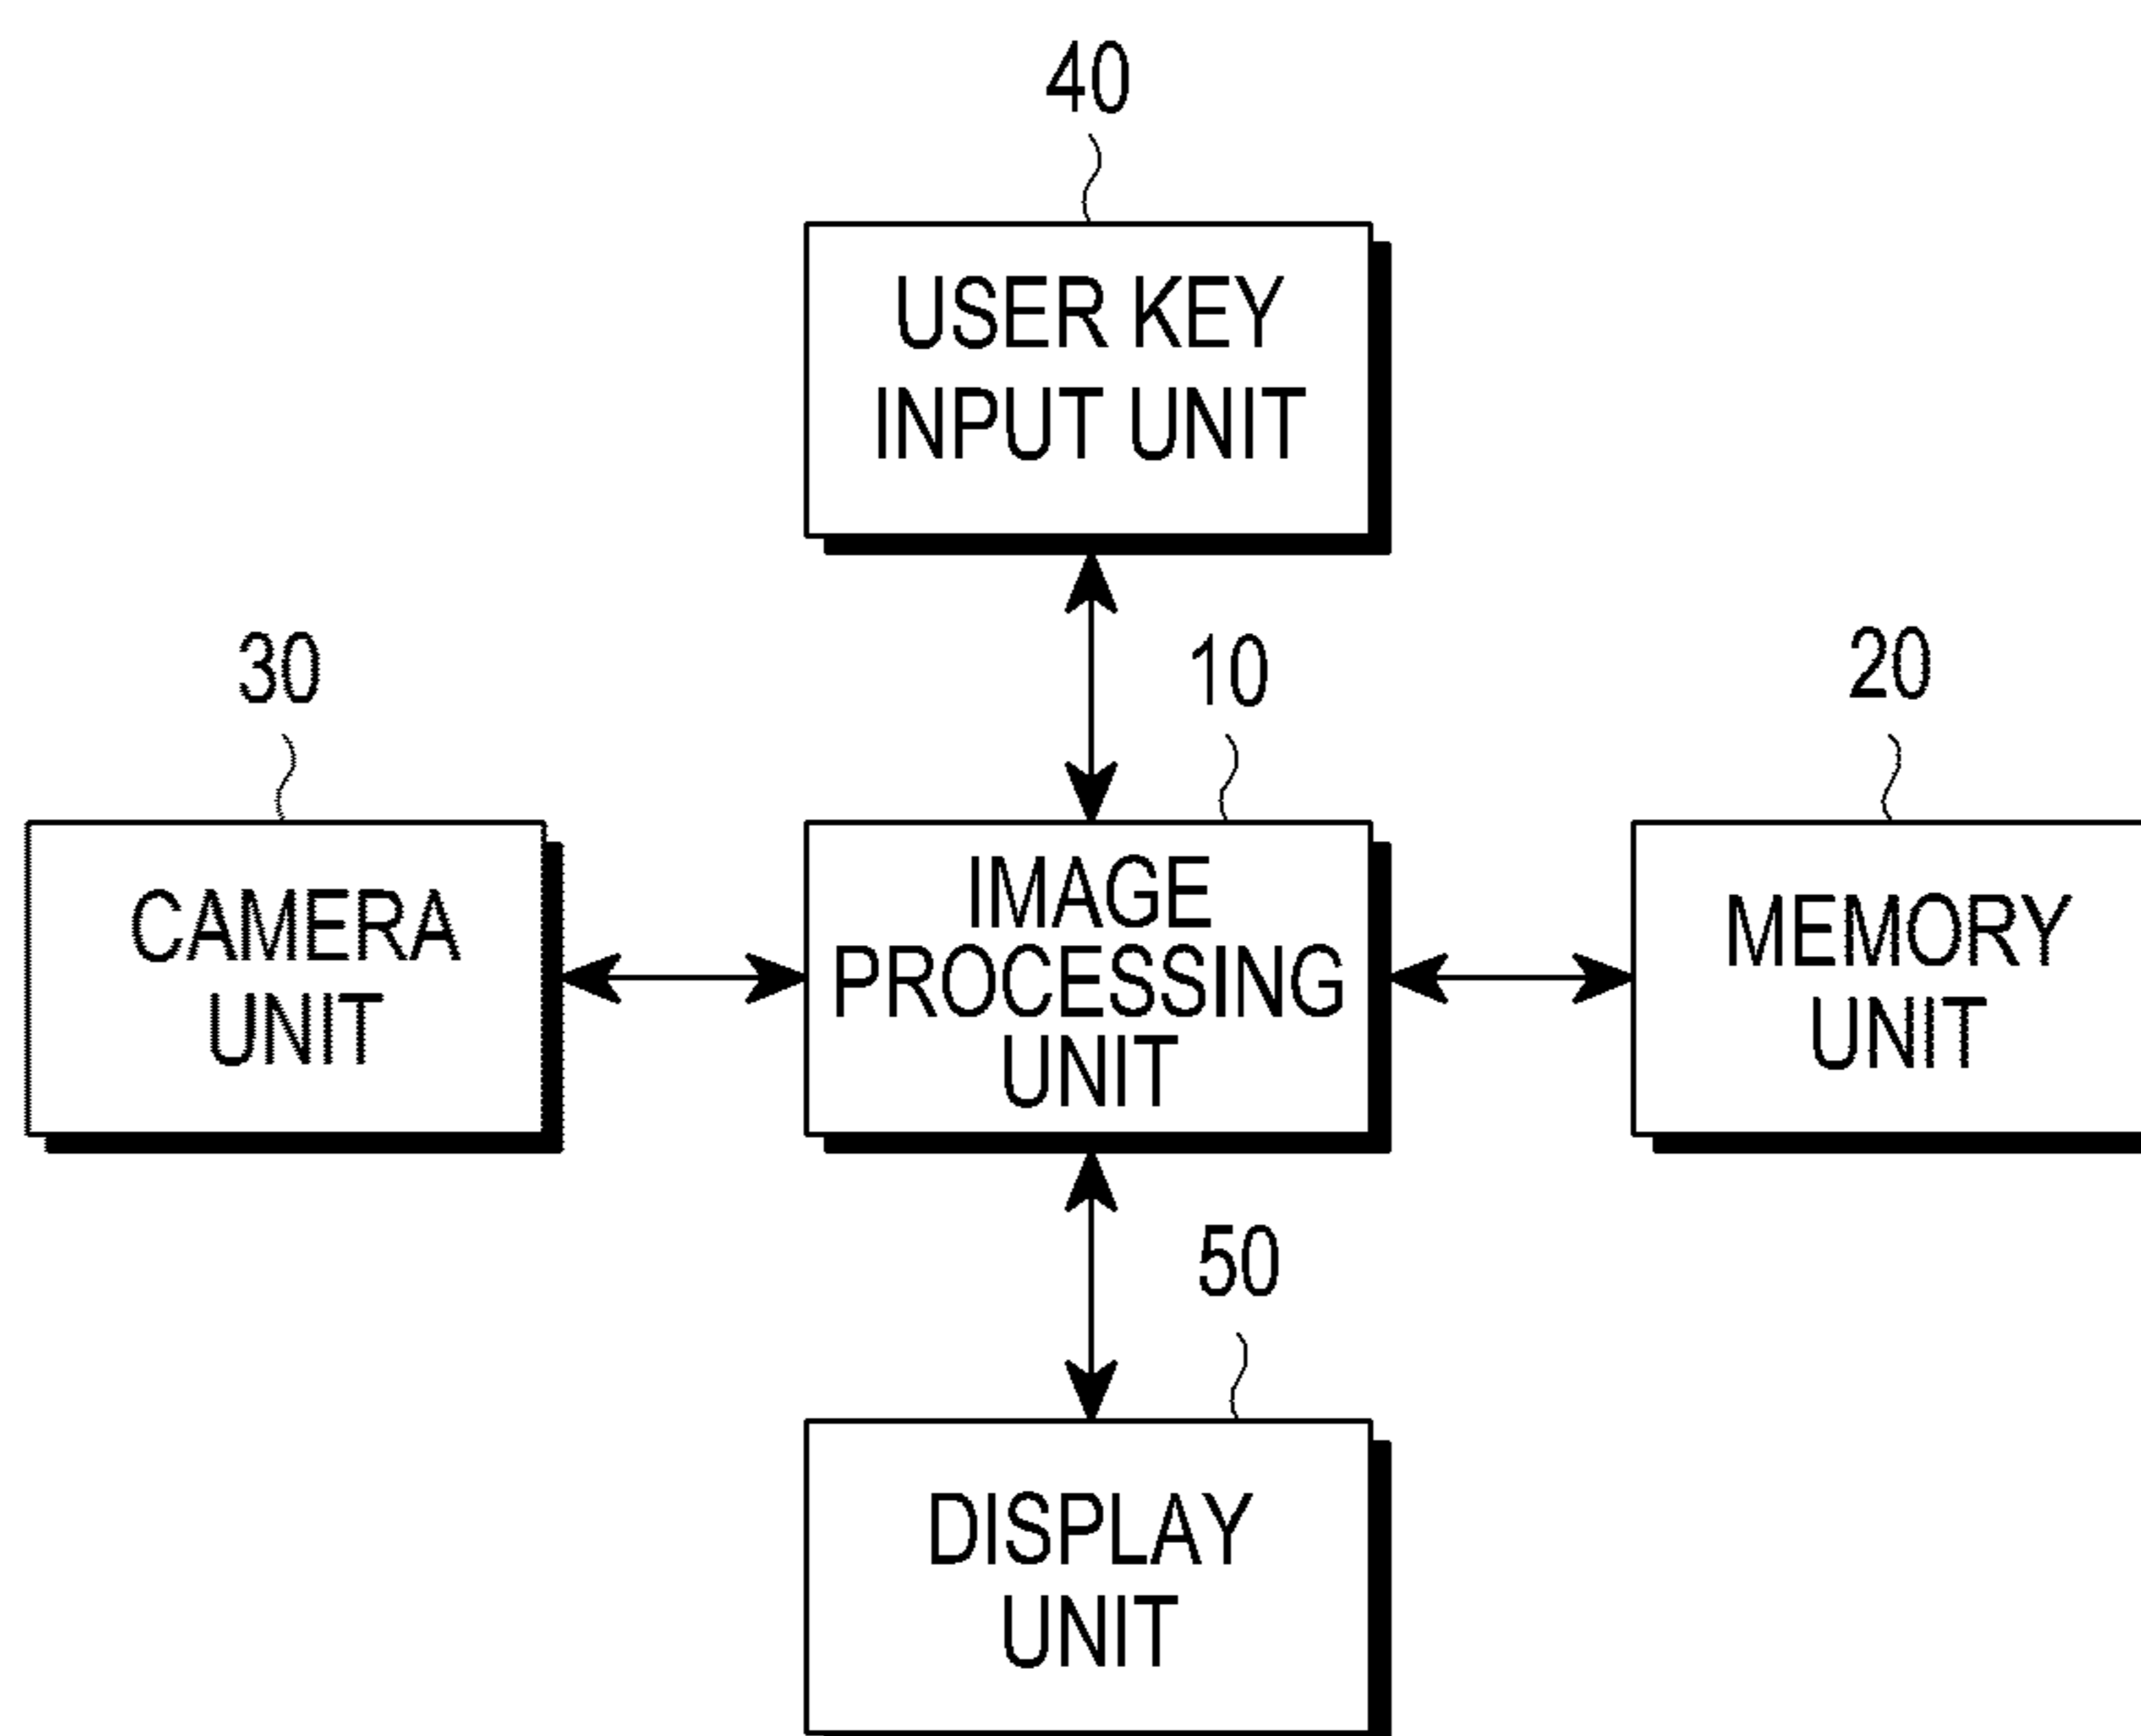 40
USER KEY
INPUT UNIT
30
10
20
CAMERA
UNIT
IMAGE
PROCESSING
UNIT
MEMORY
UNIT
50
DISPLAY
UNIT